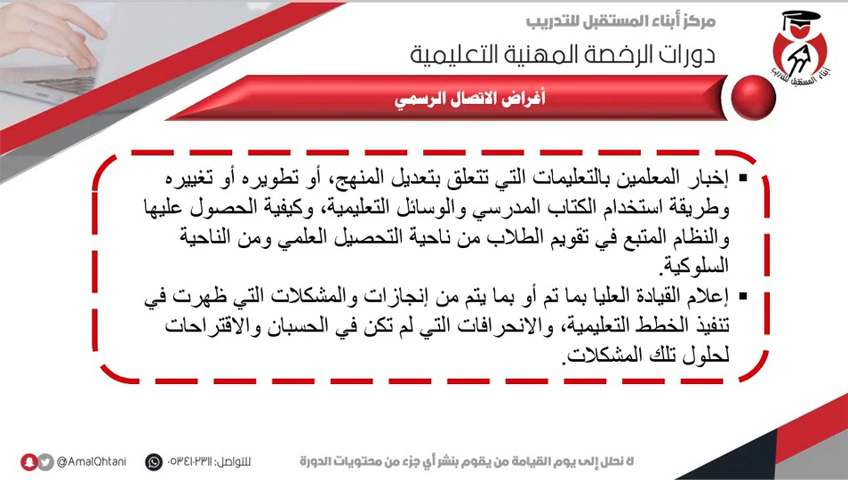 مركز أبناء المستقبل للتدريب
أبناء المستقبل للتدريب
دورات الرخصة المهنية التعليمية
أغراض الاتصال الرسمي
▪ إخبار المعلمين بالتعليمات التي تتعلق بتعديل المنهج، أو تطويره أو تغييره
وطريقة استخدام الكتاب المدرسي والوسائل التعليمية، وكيفية الحصول عليها
والنظام المتبع في تقويم الطلاب من ناحية التحصيل العلمي ومن الناحية
السلوكية.
▪ إعلام القيادة العليا بما تم أو بما يتم من إنجازات والمشكلات التي ظهرت في
تنفيذ الخطط التعليمية، والانحرافات التي لم تكن في الحسبان والاقتراحات
لحلول تلك المشكلات.
لا نحلل إلى يوم القيامة من يقوم بنشر أي جزء من محتويات الدورة
للتواصل: ٠٥٣٤١٠٢٣١١
@AmalQhtani